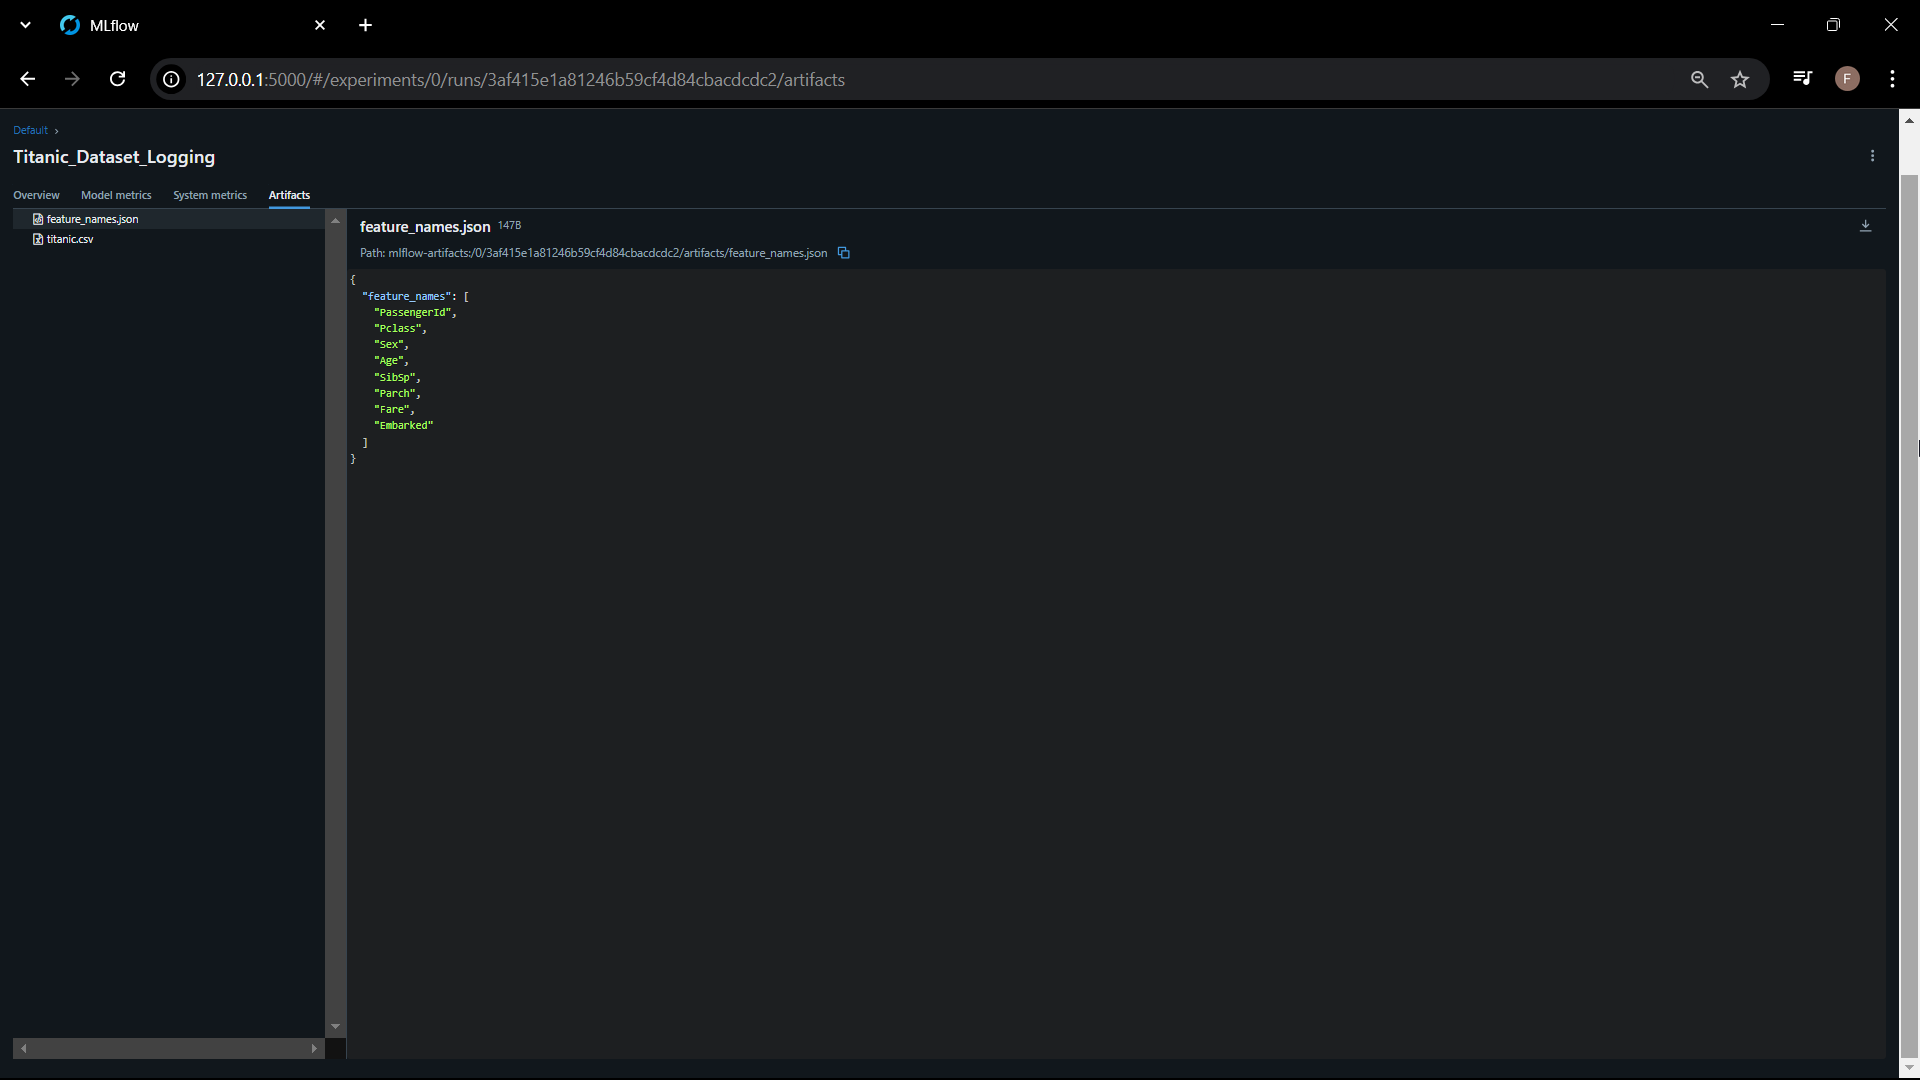 MLflow
127.0.0.1:5000/#/experiments/0/runs/3af415e1a81246b59cf4d84cbacdcdc2/artifacts
F
Default
Titanic_Dataset_Logging
Overview Model metrics System metrics Artifacts
feature_names.json
titanic.csv
feature_names.json 147B
Path: mlflow-artifacts:/0/3af415e1a81246b59cf4d84cbacdcdc2/artifacts/feature_names.json
{
"feature_names": [
"PassengerId",
"Pclass",
"Sex",
"Age",
"SibSp",
"Parch",
"Fare",
"Embarked"
]
}